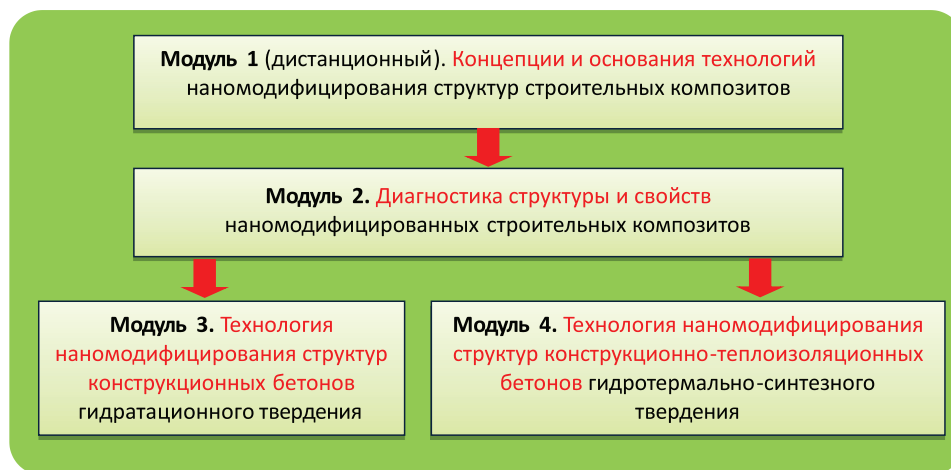 Модуль 1 (дистанционный). Концепции и основания технологий
наномодифицирования структур строительных композитов
Модуль 2. Диагностика структуры и свойств
наномодифицированных строительных композитов
Модуль 3. Технология
наномодифицирования структур
конструкционных бетонов
гидратационного твердения
Модуль 4. Технология наномодифицирования
структур конструкционно-теплоизоляционных
бетонов гидротермально-синтезного
твердения